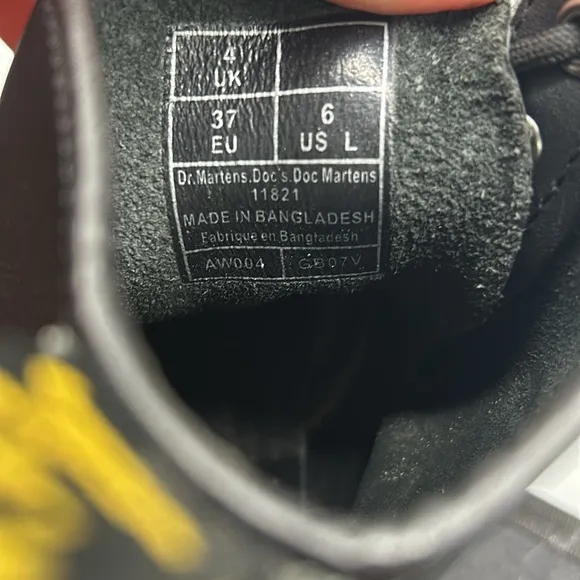 4
UK
37 6
EU US L
Dr.Martens.Doc's.Doc Martens
11821
MADE IN BANGLADESH
Fabrique en Bangladesh
AW004 GB07V